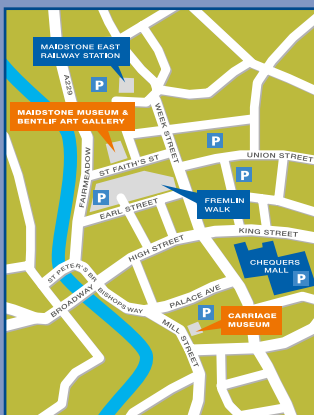 MAIDSTONE EAST
RAILWAY STATION
A229
P
MAIDSTONE MUSEUM &
BENTLIF ART GALLERY
WEEK STREET
P
UNION STREET
ST FAITH'S ST
FAIRMEADOW
P
P
FREMLIN
WALK
EARL STREET
KING STREET
HIGH STREET
CHEQUERS
MALL
P
ST PETER'S BR
BROADWAY
BISHOPS WAY
PALACE AVE
P
CARRIAGE
MUSEUM
MILL STREET